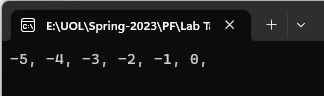 E:\UOL\Spring-2023\PF\Lab T
-5, -4, -3, -2, -1, 0,